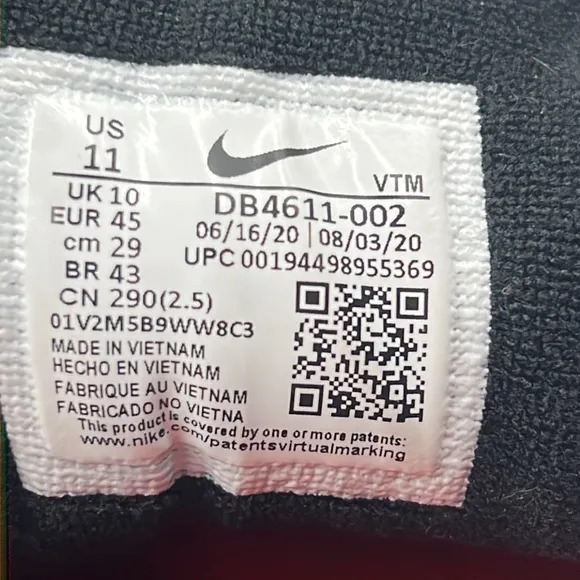 US
11
VTM
UK 10
DB4611-002
EUR 45
06/16/20 | 08/03/20
cm 29
UPC 00194498955369
BR 43
CN 290(2.5)
01V2M5B9WW8C3
MADE IN VIETNAM
HECHO EN VIETNAM
FABRIQUE AU VIETNAM
FABRICADO NO VIETNA
This product is covered by one or more patents:
www.nike.com/patentsvirtualmarking